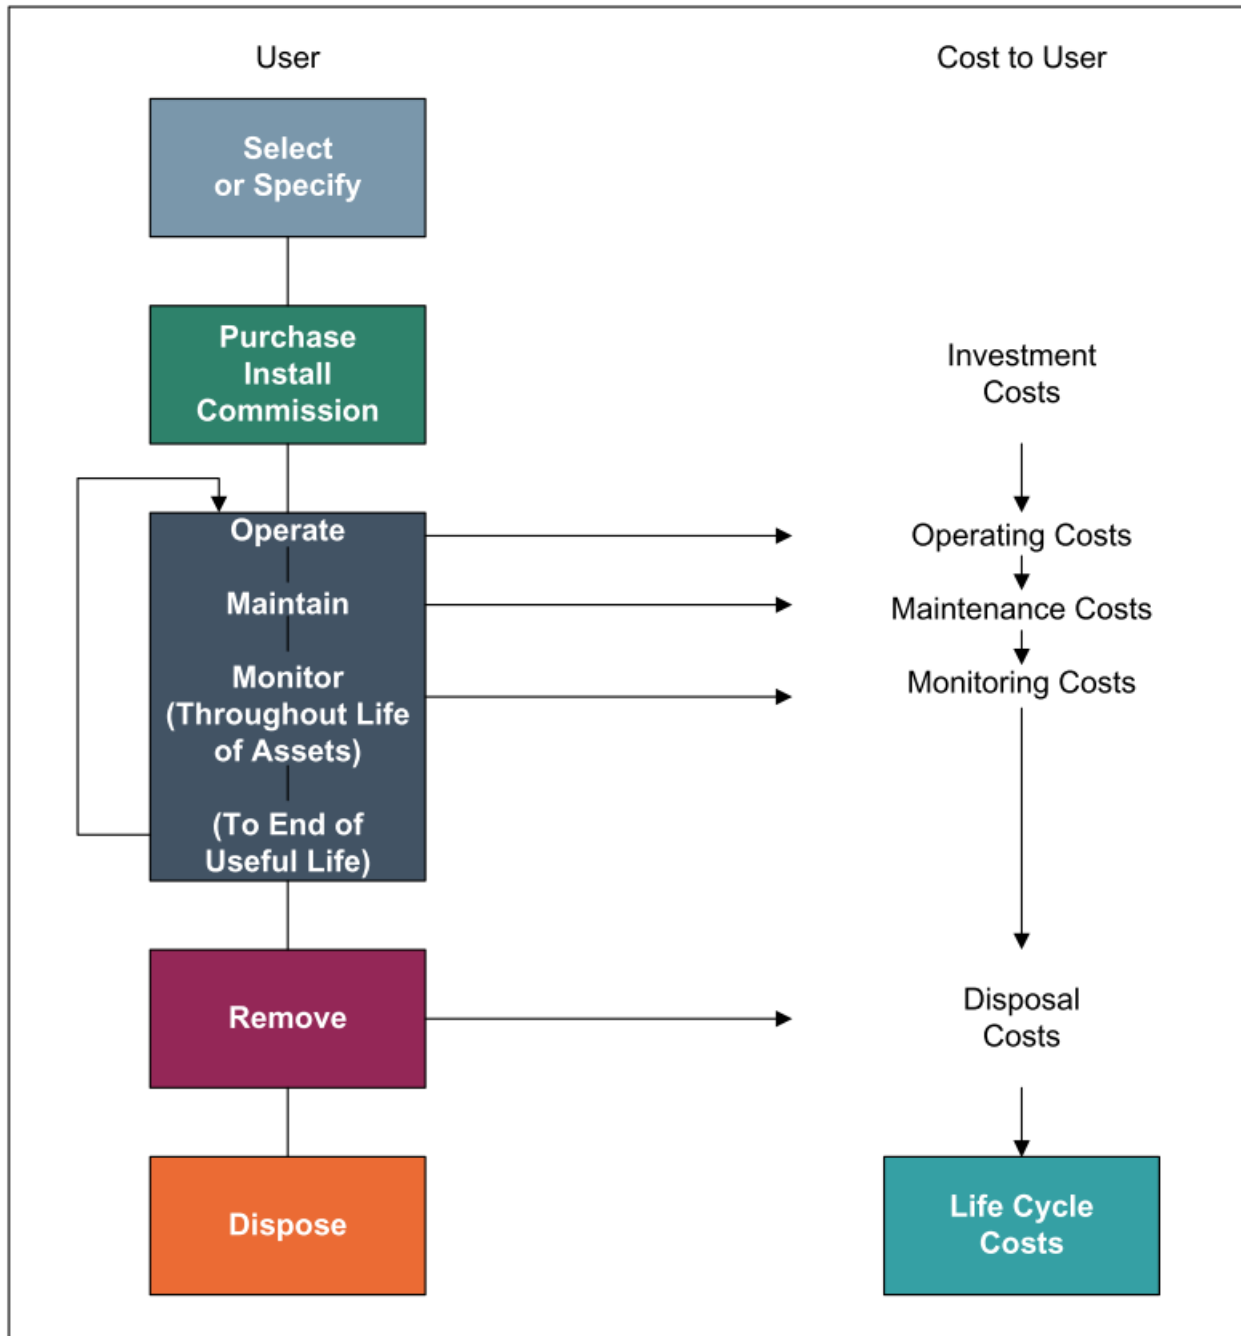 User
Cost to User
Select
or Specify
Purchase
Install
Commission
Investment
Costs
Operate
Operating Costs
Maintain
Maintenance Costs
Monitor
(Throughout Life
of Assets)
Monitoring Costs
(To End of
Useful Life)
Remove
Disposal
Costs
Dispose
Life Cycle
Costs